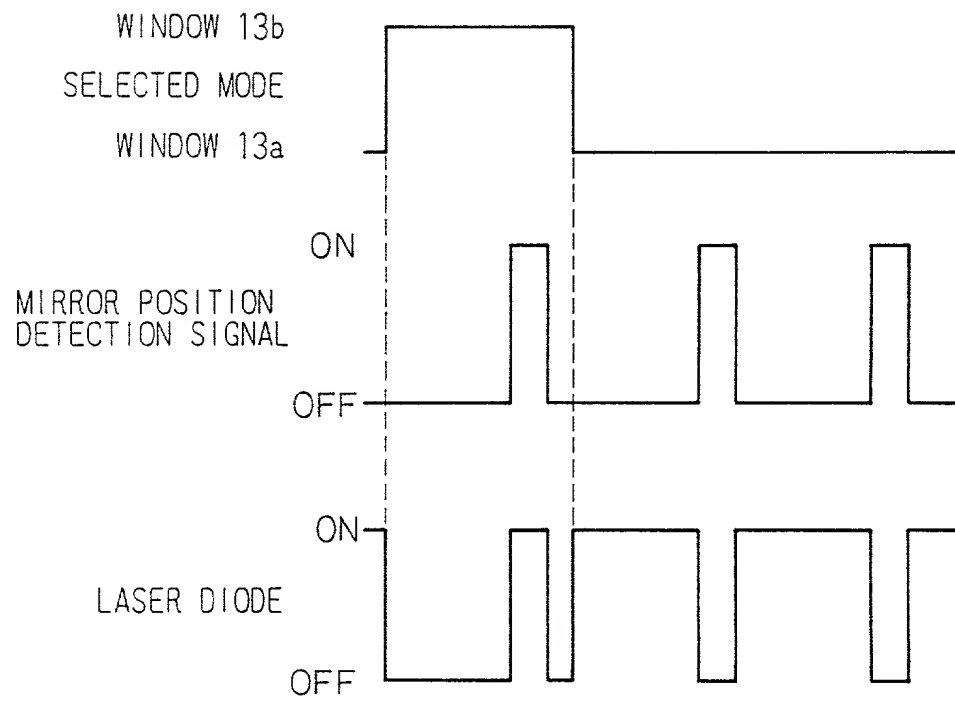 WINDOW 13b
SELECTED MODE
WINDOW 13a
ON
MIRROR POSITION
DETECTION SIGNAL
OFF
ON
LASER DIODE
OFF